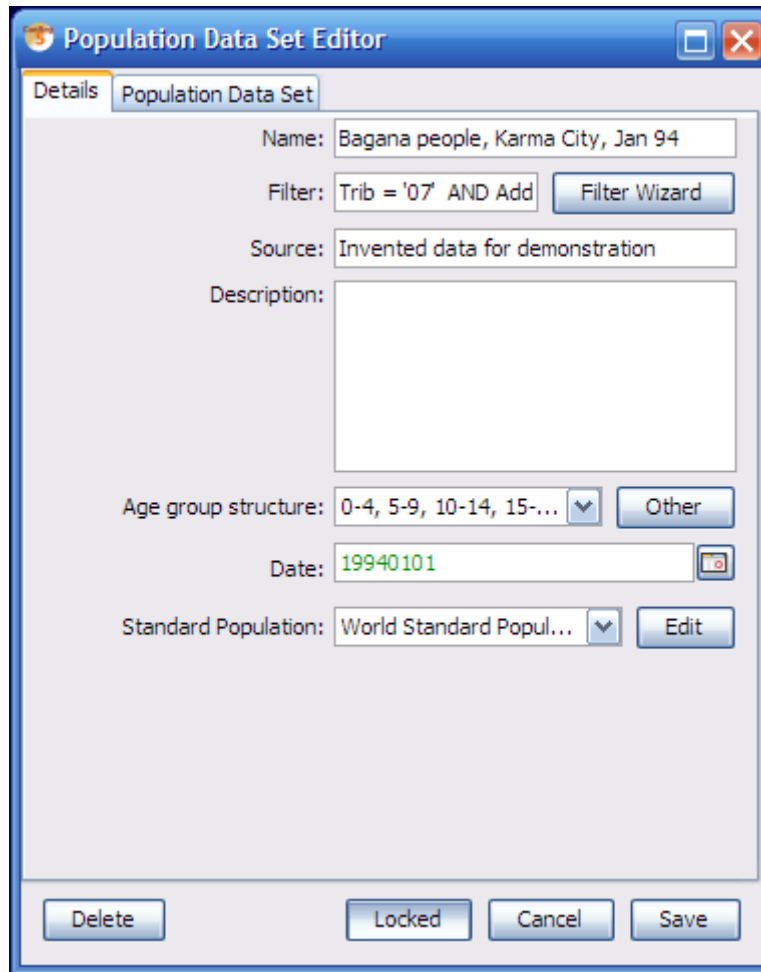 Population Data Set Editor
Details Population Data Set
Name: Bagana people, Karma City, Jan 94
Filter: Trib = '07' AND Add Filter Wizard
Source: Invented data for demonstration
Description:
Age group structure: 0-4, 5-9, 10-14, 15-... Other
Date: 19940101
Standard Population: World Standard Popul... Edit
Delete Locked Cancel Save